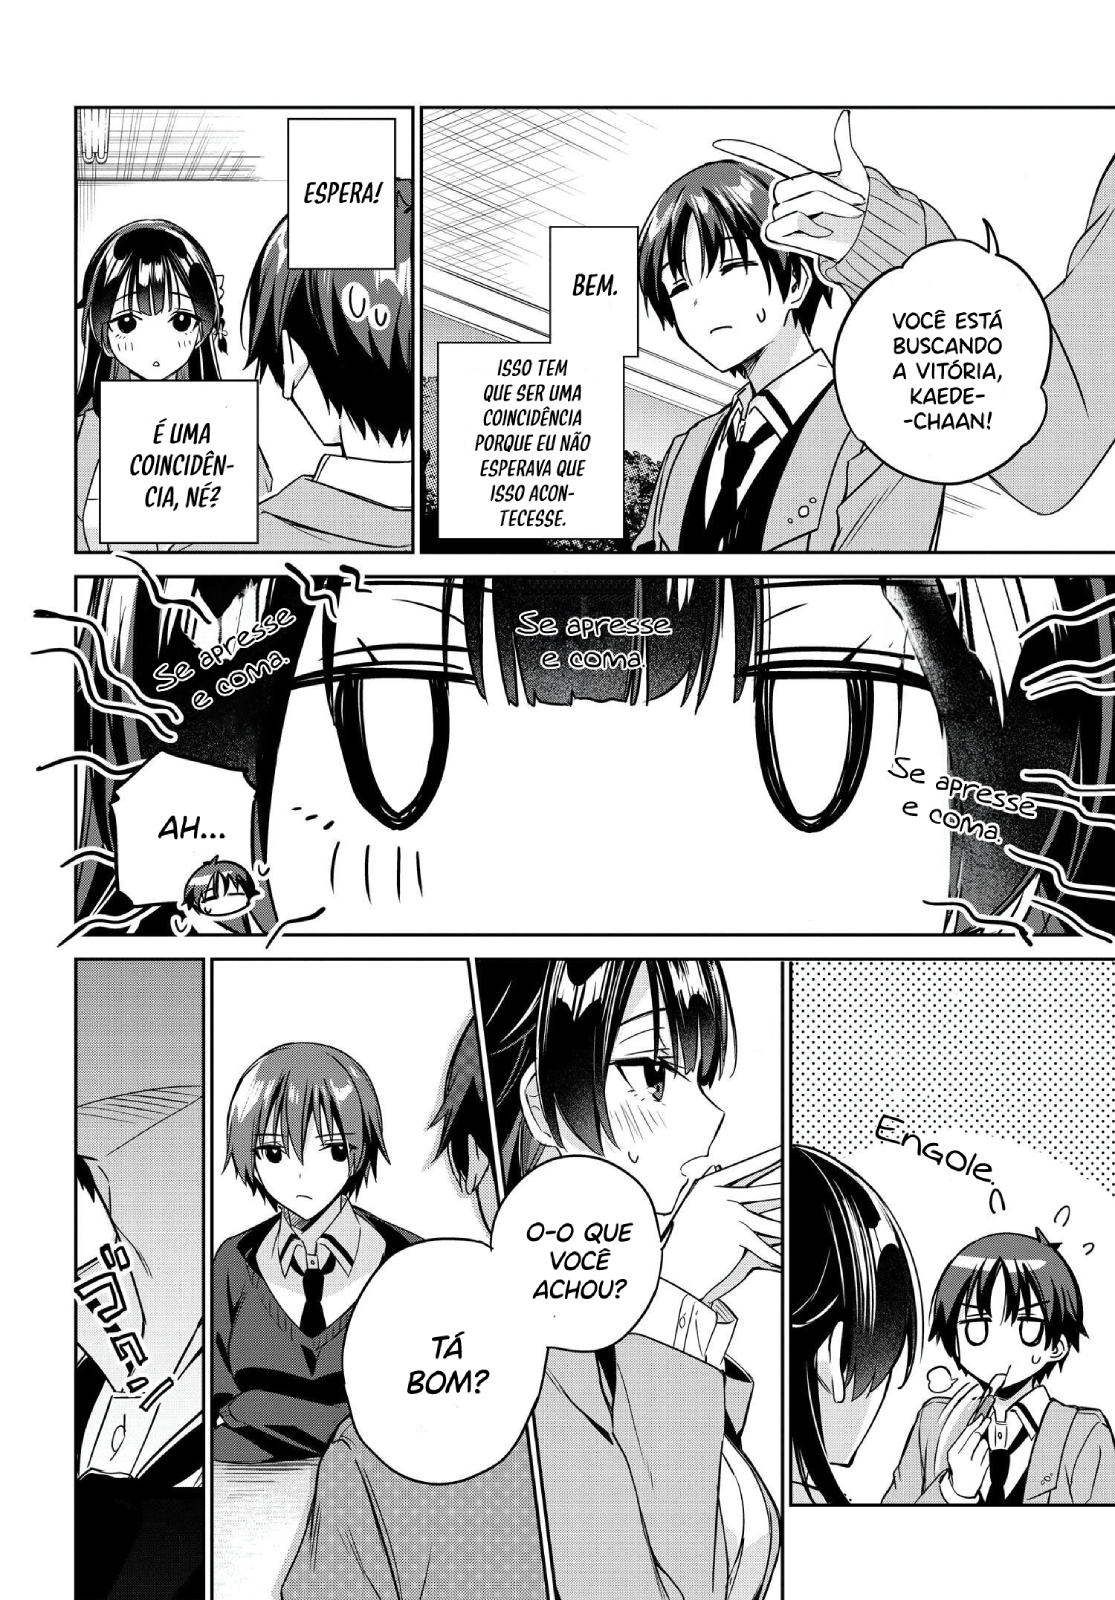 VOCÊ ESTÁ
BUSCANDO
A VITÓRIA,
KAEDE-
-CHAAN!
BEM.
ISSO TEM
QUE SER UMA
COINCIDÊNCIA
PORQUE EU NÃO
ESPERAVA QUE
ISSO ACON-
TECESSE.
ESPERA!
É UMA
COINCIDÊN-
CIA, NÉ?
Se apresse
e coma.
Se apresse
e coma.
Se apresse
e coma.
AH...
Engole
O-O QUE
VOCÊ
ACHOU?
TÁ
BOM?